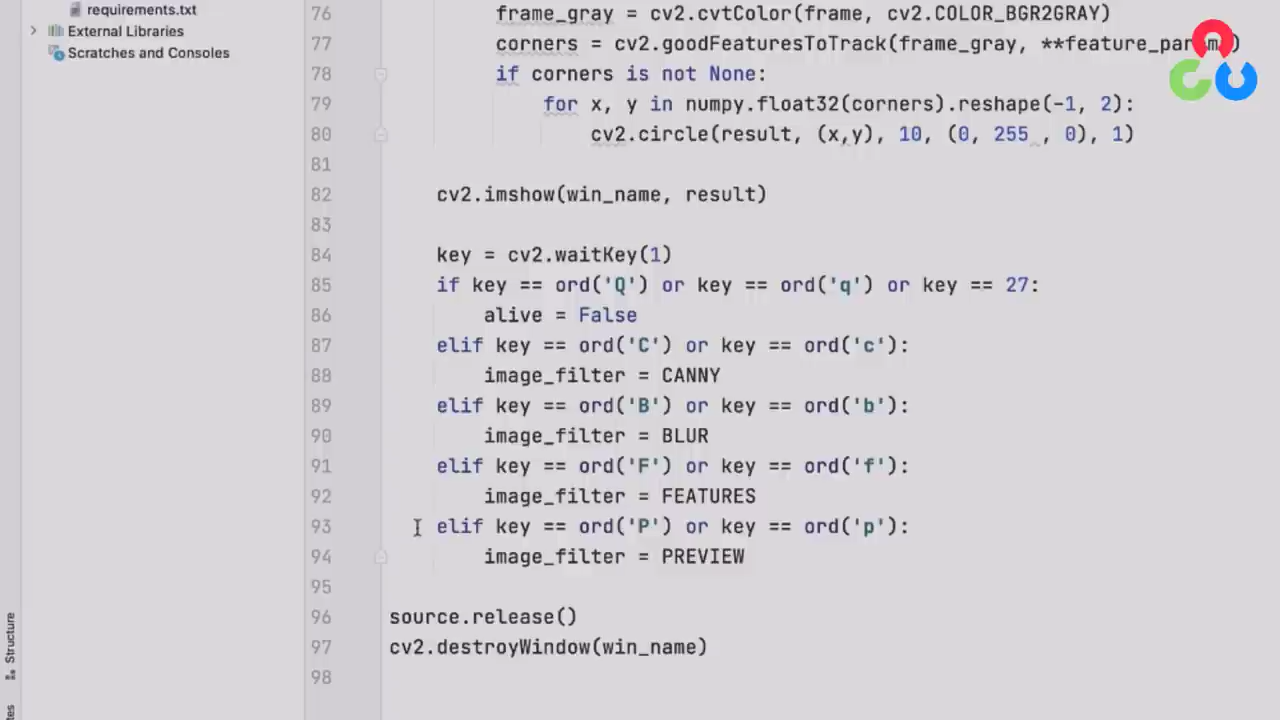 requirements.txt
External Libraries
Scratches and Consoles
Structure
76 frame_gray = cv2.cvtColor(frame, cv2.COLOR_BGR2GRAY)
77 corners = cv2.goodFeaturesToTrack(frame_gray, **feature_params)
78 if corners is not None:
79 for x, y in numpy.float32(corners).reshape(-1, 2):
80 cv2.circle(result, (x,y), 10, (0, 255 , 0), 1)
81
82 cv2.imshow(win_name, result)
83
84 key = cv2.waitKey(1)
85 if key == ord('Q') or key == ord('q') or key == 27:
86 alive = False
87 elif key == ord('C') or key == ord('c'):
88 image_filter = CANNY
89 elif key == ord('B') or key == ord('b'):
90 image_filter = BLUR
91 elif key == ord('F') or key == ord('f'):
92 image_filter = FEATURES
93 elif key == ord('P') or key == ord('p'):
94 image_filter = PREVIEW
95
96 source.release()
97 cv2.destroyWindow(win_name)
98